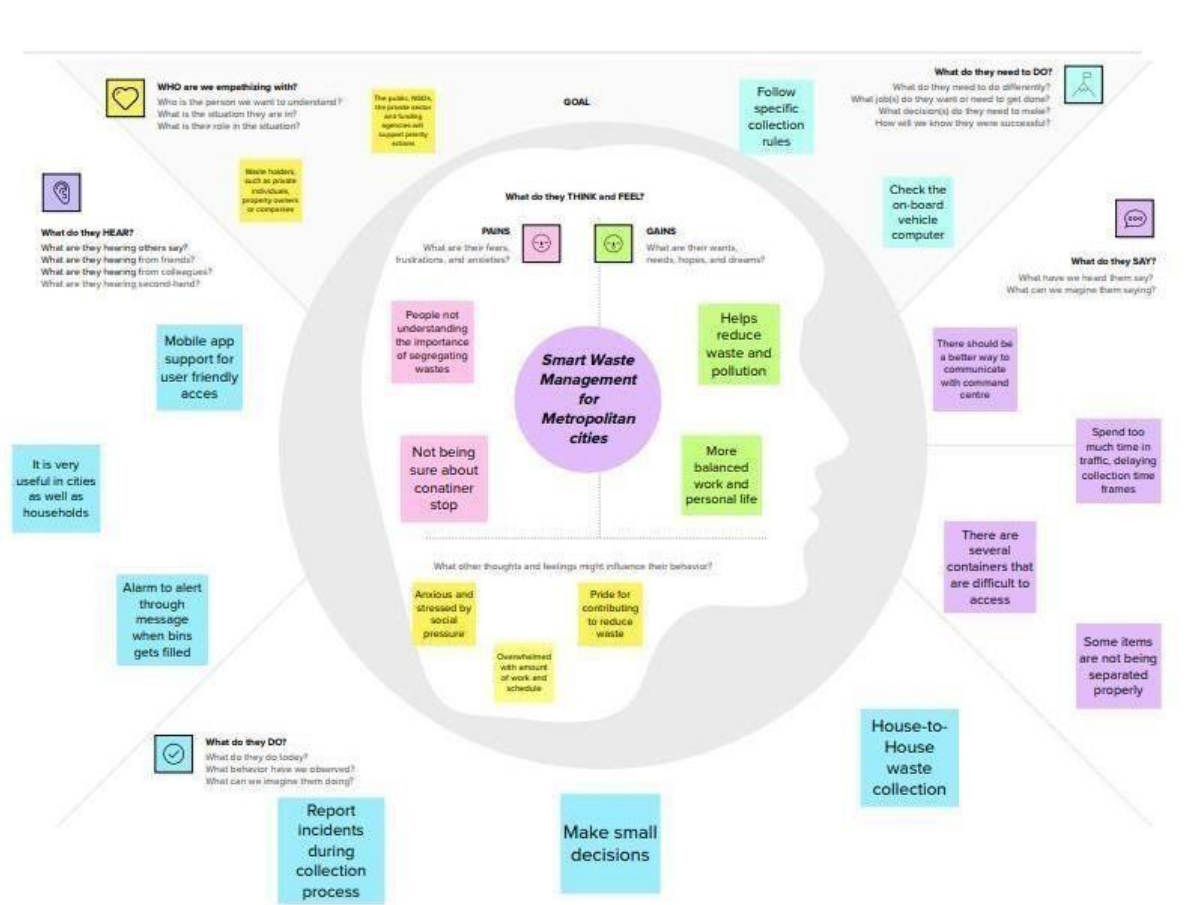 WHO are we empathizing with?
Who is the person we want to understand?
What is the situation they are in?
What is their role in the situation?
The public, NGOs,
the private sector
and funding
agencies will
support priority
actions
Waste holders,
such as private
individuals,
property owners
or companies
GOAL
Follow
specific
collection
rules
What do they need to DO?
What do they need to do differently?
What job(s) do they want or need to get done?
What decision(s) do they need to make?
How will we know they were successful?
Check the
on-board
vehicle
computer
What do they HEAR?
What are they hearing others say?
What are they hearing from friends?
What are they hearing from colleagues?
What are they hearing second-hand?
Mobile app
support for
user friendly
acces
It is very
useful in cities
as well as
households
Alarm to alert
through
message
when bins
gets filled
What do they THINK and FEEL?
PAINS
What are their fears,
frustrations, and anxieties?
GAINS
What are their wants,
needs, hopes, and dreams?
People not
understanding
the importance
of segregating
wastes
Not being
sure about
conatiner
stop
Smart Waste
Management
for
Metropolitan
cities
Helps
reduce
waste and
pollution
More
balanced
work and
personal life
What other thoughts and feelings might influence their behavior?
Anxious and
stressed by
social
pressure
Overwhelmed
with amount
of work and
schedule
Pride for
contributing
to reduce
waste
What do they SAY?
What have we heard them say?
What can we magine them saying?
There should be
a better way to
communicate
with command
centre
Spend too
much time in
traffic, delaying
collection time
frames
There are
several
containers that
are difficult to
access
Some items
are not being
separated
properly
What do they DO?
What do they do today?
What behavior have we observed?
What can we imagine them doing?
Report
incidents
during
collection
process
Make small
decisions
House-to-
House
waste
collection